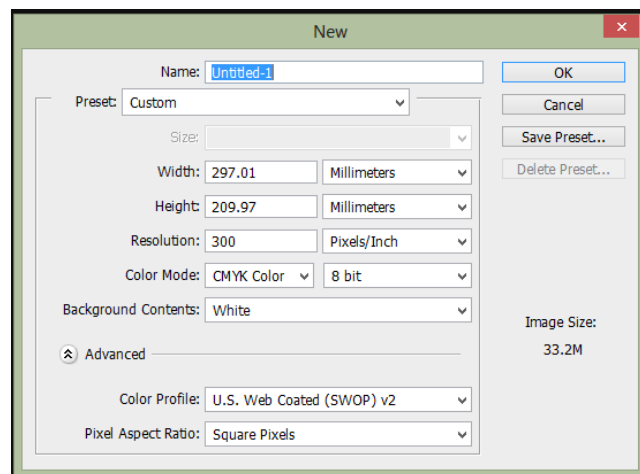 New
Name: Untitled-1
OK
Preset: Custom
Cancel
Size:
Save Preset...
Width: 297.01 Millimeters
Delete Preset...
Height: 209.97 Millimeters
Resolution: 300 Pixels/Inch
Color Mode: CMYK Color 8 bit
Background Contents: White
Image Size:
33.2M
Advanced
Color Profile: U.S. Web Coated (SWOP) v2
Pixel Aspect Ratio: Square Pixels